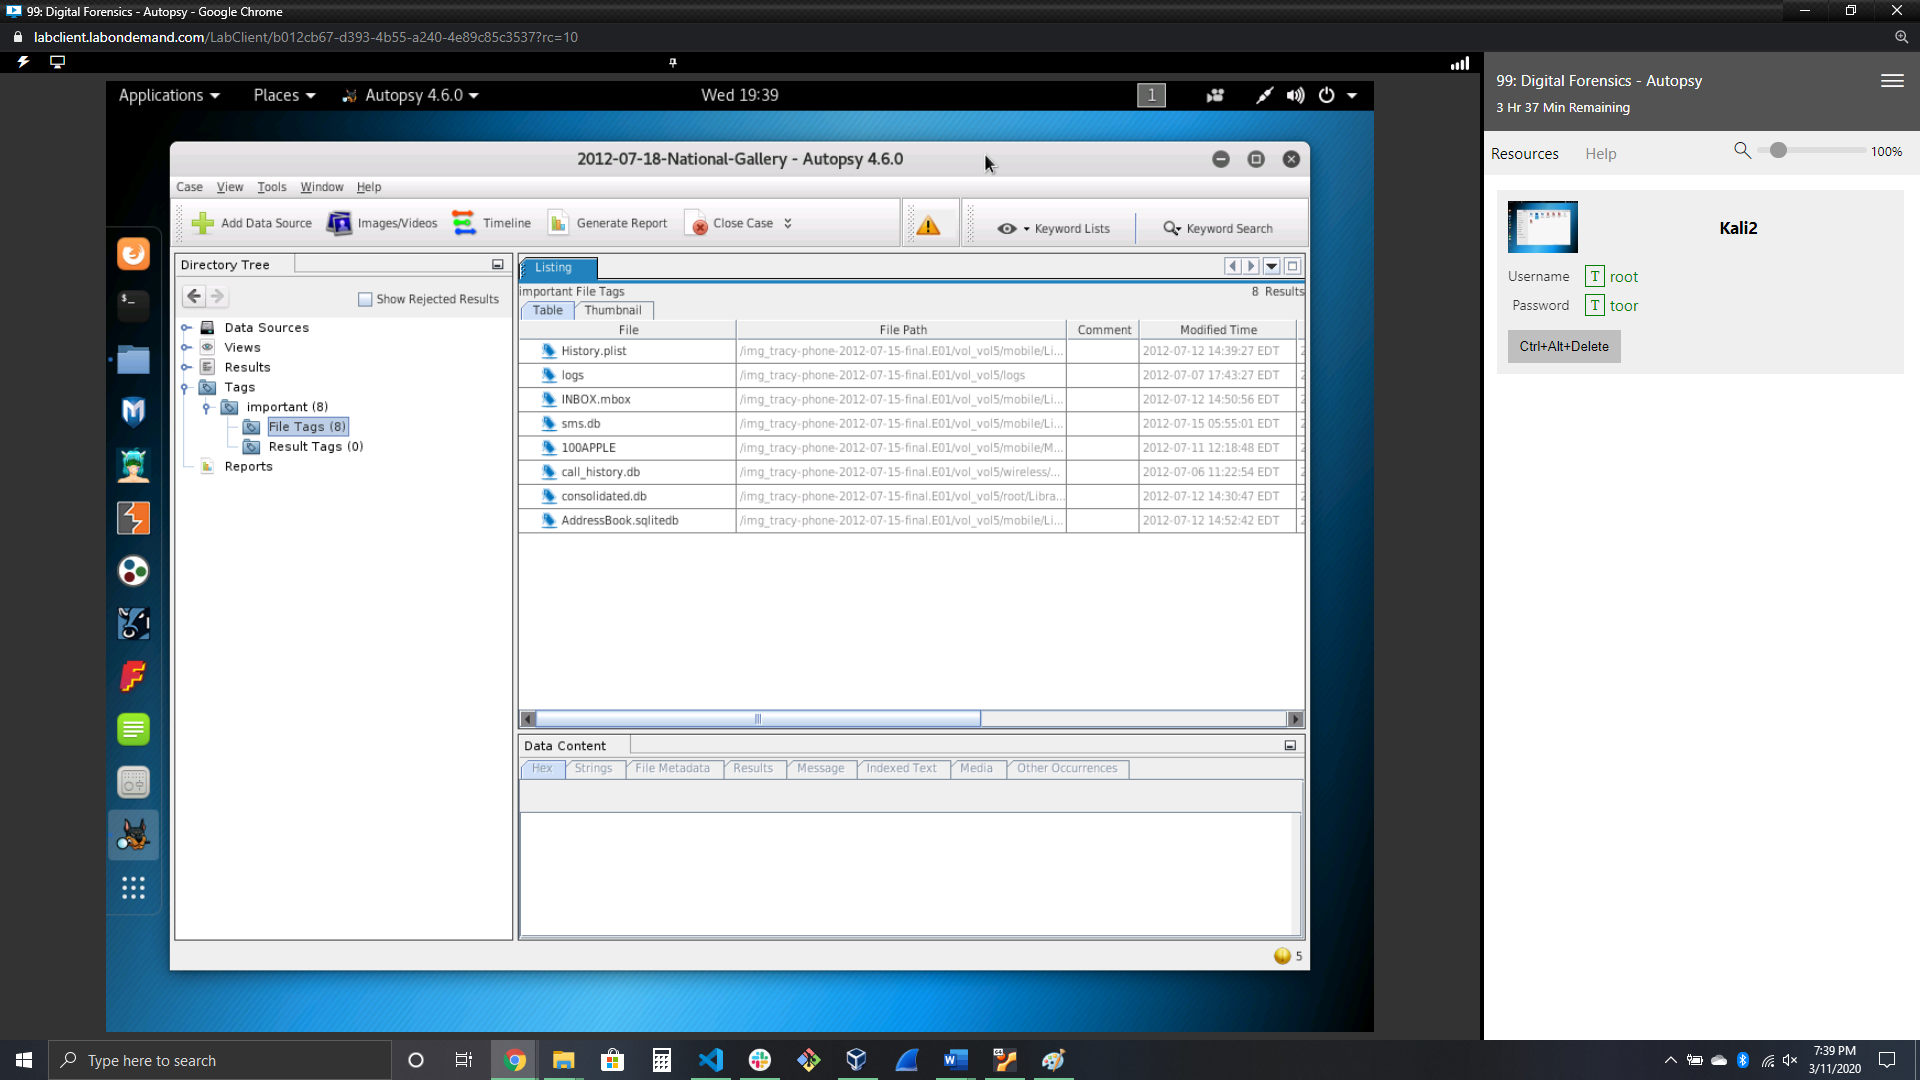 99: Digital Forensics - Autopsy - Google Chrome
labclient.labondemand.com/LabClient/b012cb67-d393-4b55-a240-4e89c85c3537?rc=10
Applications Places Autopsy 4.6.0 Wed 19:39 1
2012-07-18-National-Gallery - Autopsy 4.6.0
Case View Tools Window Help
Add Data Source Images/Videos Timeline Generate Report Close Case Keyword Lists Keyword Search
Directory Tree
Show Rejected Results
Data Sources
Views
Results
Tags
important (8)
File Tags (8)
Result Tags (0)
Reports
Listing
important File Tags 8 Results
Table Thumbnail
File File Path Comment Modified Time
History.plist /img_tracy-phone-2012-07-15-final.E01/vol_vol5/mobile/Li... 2012-07-12 14:39:27 EDT 2
logs /img_tracy-phone-2012-07-15-final.E01/vol_vol5/logs 2012-07-07 17:43:27 EDT 2
INBOX.mbox /img_tracy-phone-2012-07-15-final.E01/vol_vol5/mobile/Li... 2012-07-12 14:50:56 EDT 2
sms.db /img_tracy-phone-2012-07-15-final.E01/vol_vol5/mobile/Li... 2012-07-15 05:55:01 EDT 2
100APPLE /img_tracy-phone-2012-07-15-final.E01/vol_vol5/mobile/M... 2012-07-11 12:18:48 EDT 2
call_history.db /img_tracy-phone-2012-07-15-final.E01/vol_vol5/wireless/... 2012-07-06 11:22:54 EDT 2
consolidated.db /img_tracy-phone-2012-07-15-final.E01/vol_vol5/root/Libra... 2012-07-12 14:30:47 EDT 2
AddressBook.sqlitedb /img_tracy-phone-2012-07-15-final.E01/vol_vol5/mobile/Li... 2012-07-12 14:52:42 EDT 2
Data Content
Hex Strings File Metadata Results Message Indexed Text Media Other Occurrences
5
99: Digital Forensics - Autopsy
3 Hr 37 Min Remaining
Resources Help 100%
Kali2
Username T root
Password T toor
Ctrl+Alt+Delete
Type here to search
7:39 PM
3/11/2020